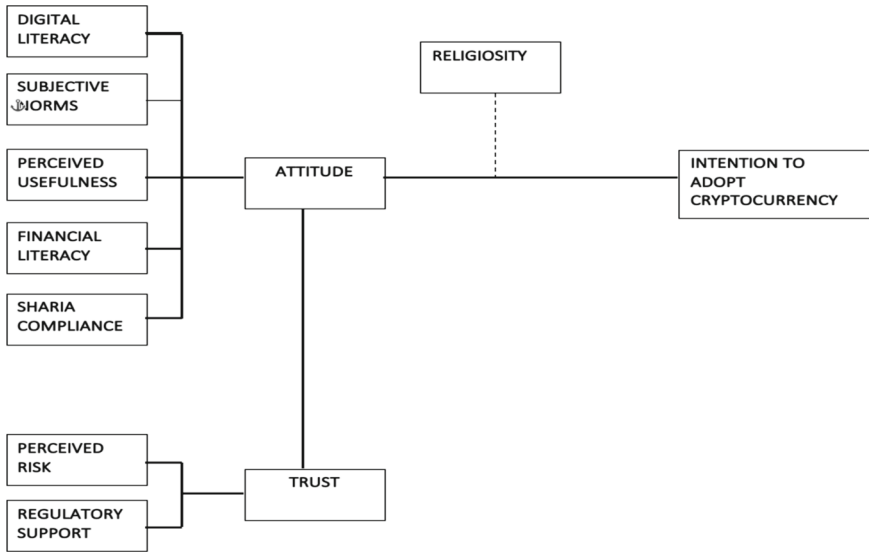 DIGITAL
LITERACY
SUBJECTIVE
NORMS
PERCEIVED
USEFULNESS
FINANCIAL
LITERACY
SHARIA
COMPLIANCE
PERCEIVED
RISK
REGULATORY
SUPPORT
ATTITUDE
TRUST
RELIGIOSITY
INTENTION TO
ADOPT
CRYPTOCURRENCY